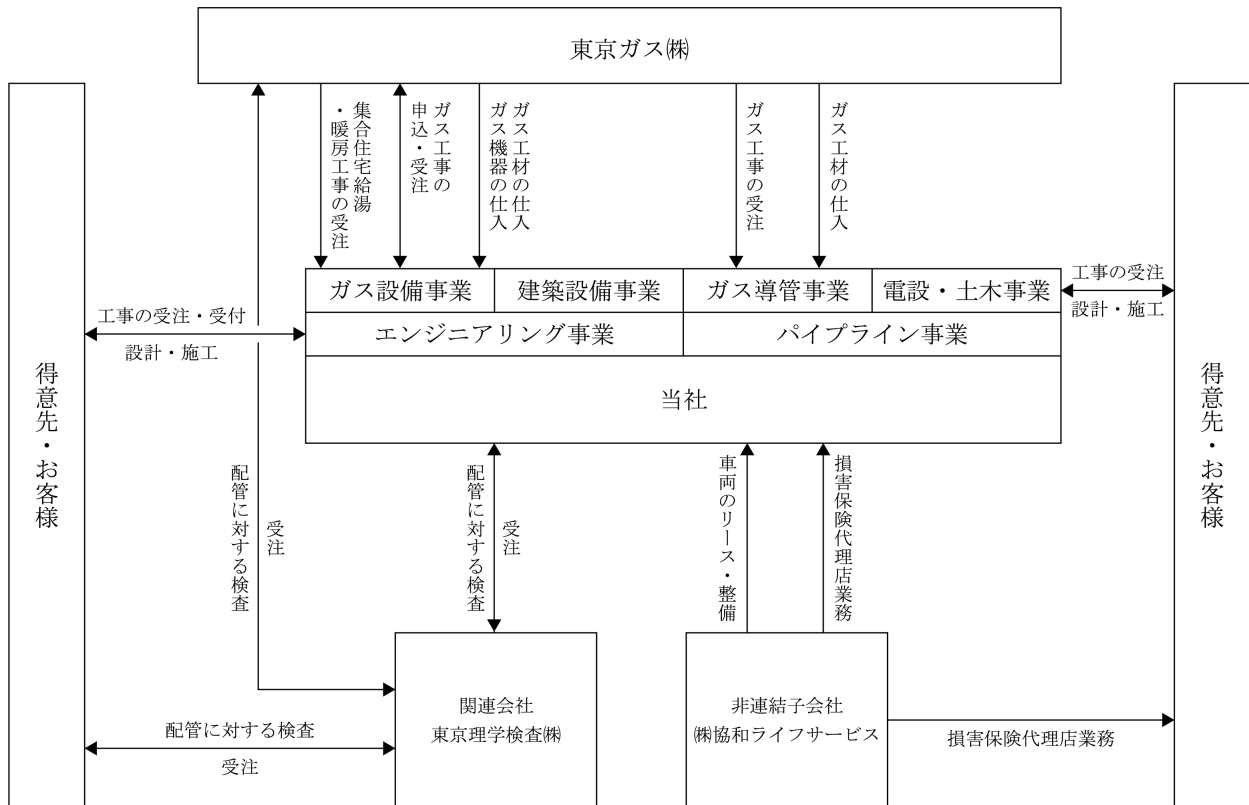 東京ガス㈱
集合住宅給湯
・暖房工事の受注
ガス工事の
申込・受注
ガス工材の仕入
ガス機器の仕入
ガス工事の受注
ガス工材の仕入
ガス設備事業
建築設備事業
ガス導管事業
電設・土木事業
エンジニアリング事業
パイプライン事業
当社
工事の受注・受付
設計・施工
工事の受注
設計・施工
得意先・お客様
得意先・お客様
受注
配管に対する検査
受注
配管に対する検査
車両のリース・整備
損害保険代理店業務
関連会社
東京理学検査㈱
非連結子会社
㈱協和ライフサービス
配管に対する検査
受注
損害保険代理店業務